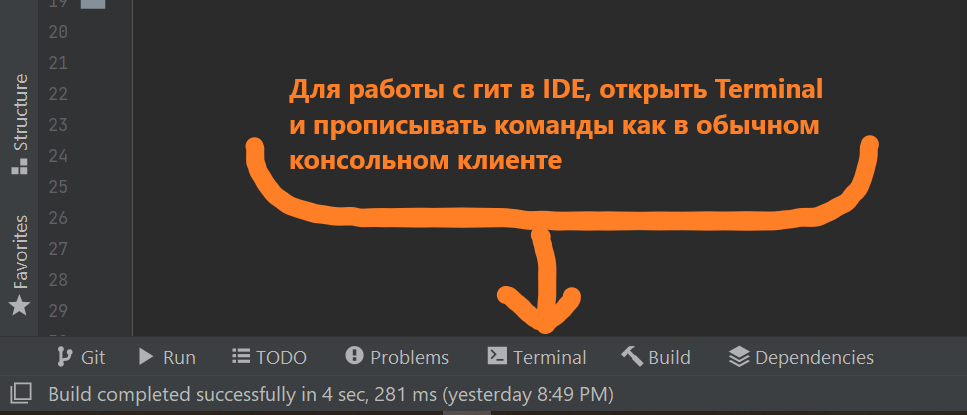 19
20
21
22
23
24
25
26
27
28
29
Structure
Favorites
Для работы с гит в IDE, открыть Terminal
и прописывать команды как в обычном
консольном клиенте
Git Run TODO Problems Terminal Build Dependencies
Build completed successfully in 4 sec, 281 ms (yesterday 8:49 PM)